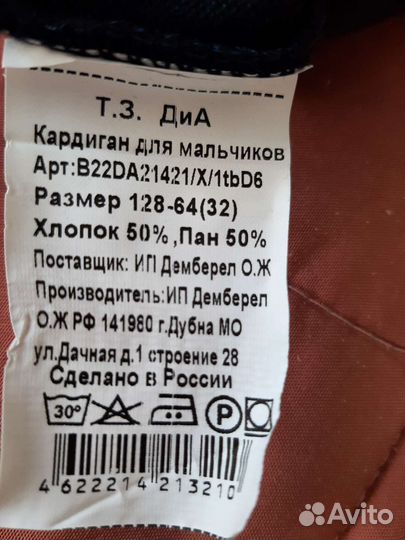 Т.З. ДиА
Кардиган для мальчиков
Арт:B22DA21421/X/1tbD6
Размер 128-64(32)
Хлопок 50% ,Пан 50%
Поставщик: ИП Демберел О.Ж
Производитель:ИП Демберел
О.Ж РФ 141980 г.Дубна МО
ул.Дачная д.1 строение 28
Сделано в России
30° P
4 622214 213210
Avito